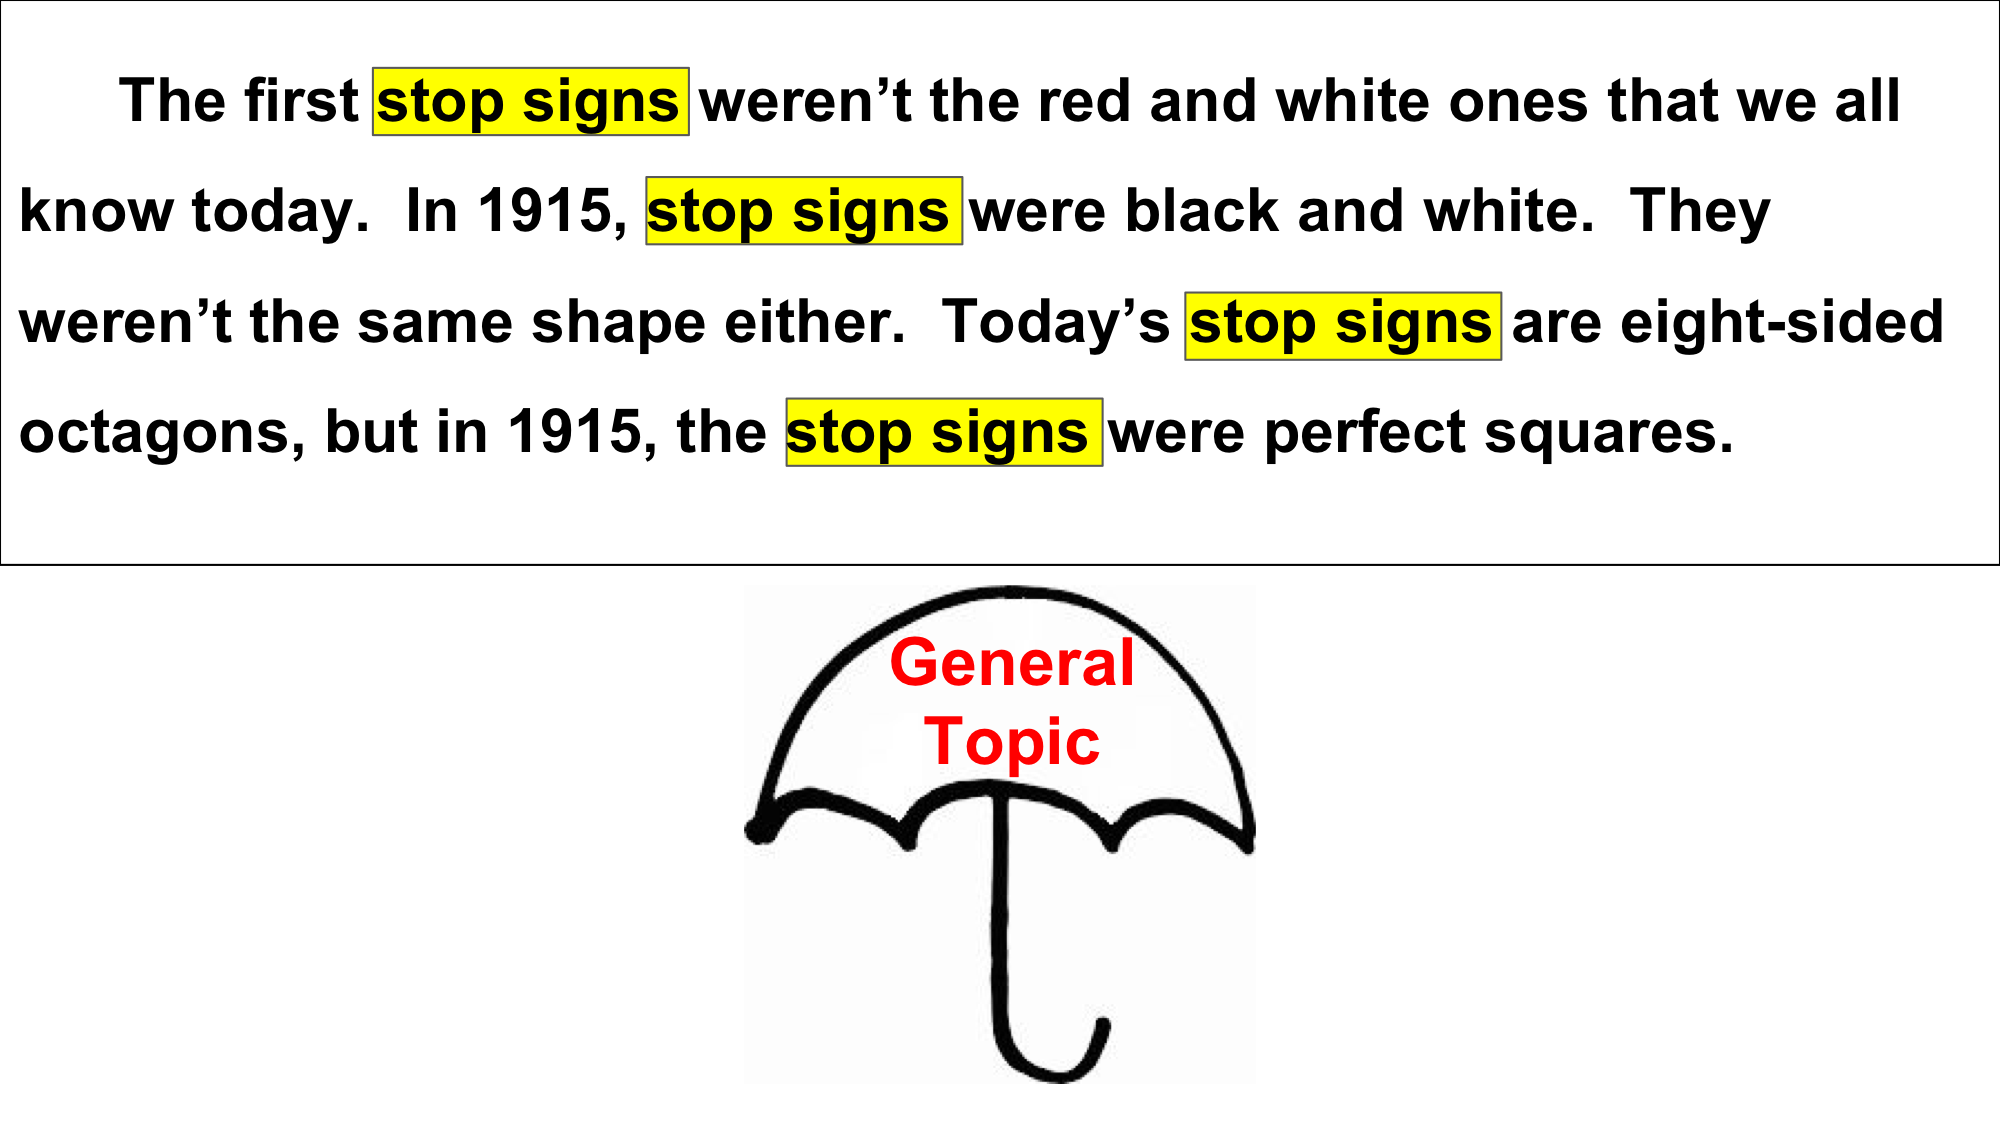 The first stop signs weren’t the red and white ones that we all
know today.  In 1915, stop signs were black and white.  They
weren’t the same shape either.  Today’s stop signs are eight-sided
octagons, but in 1915, the stop signs were perfect squares.
General
Topic